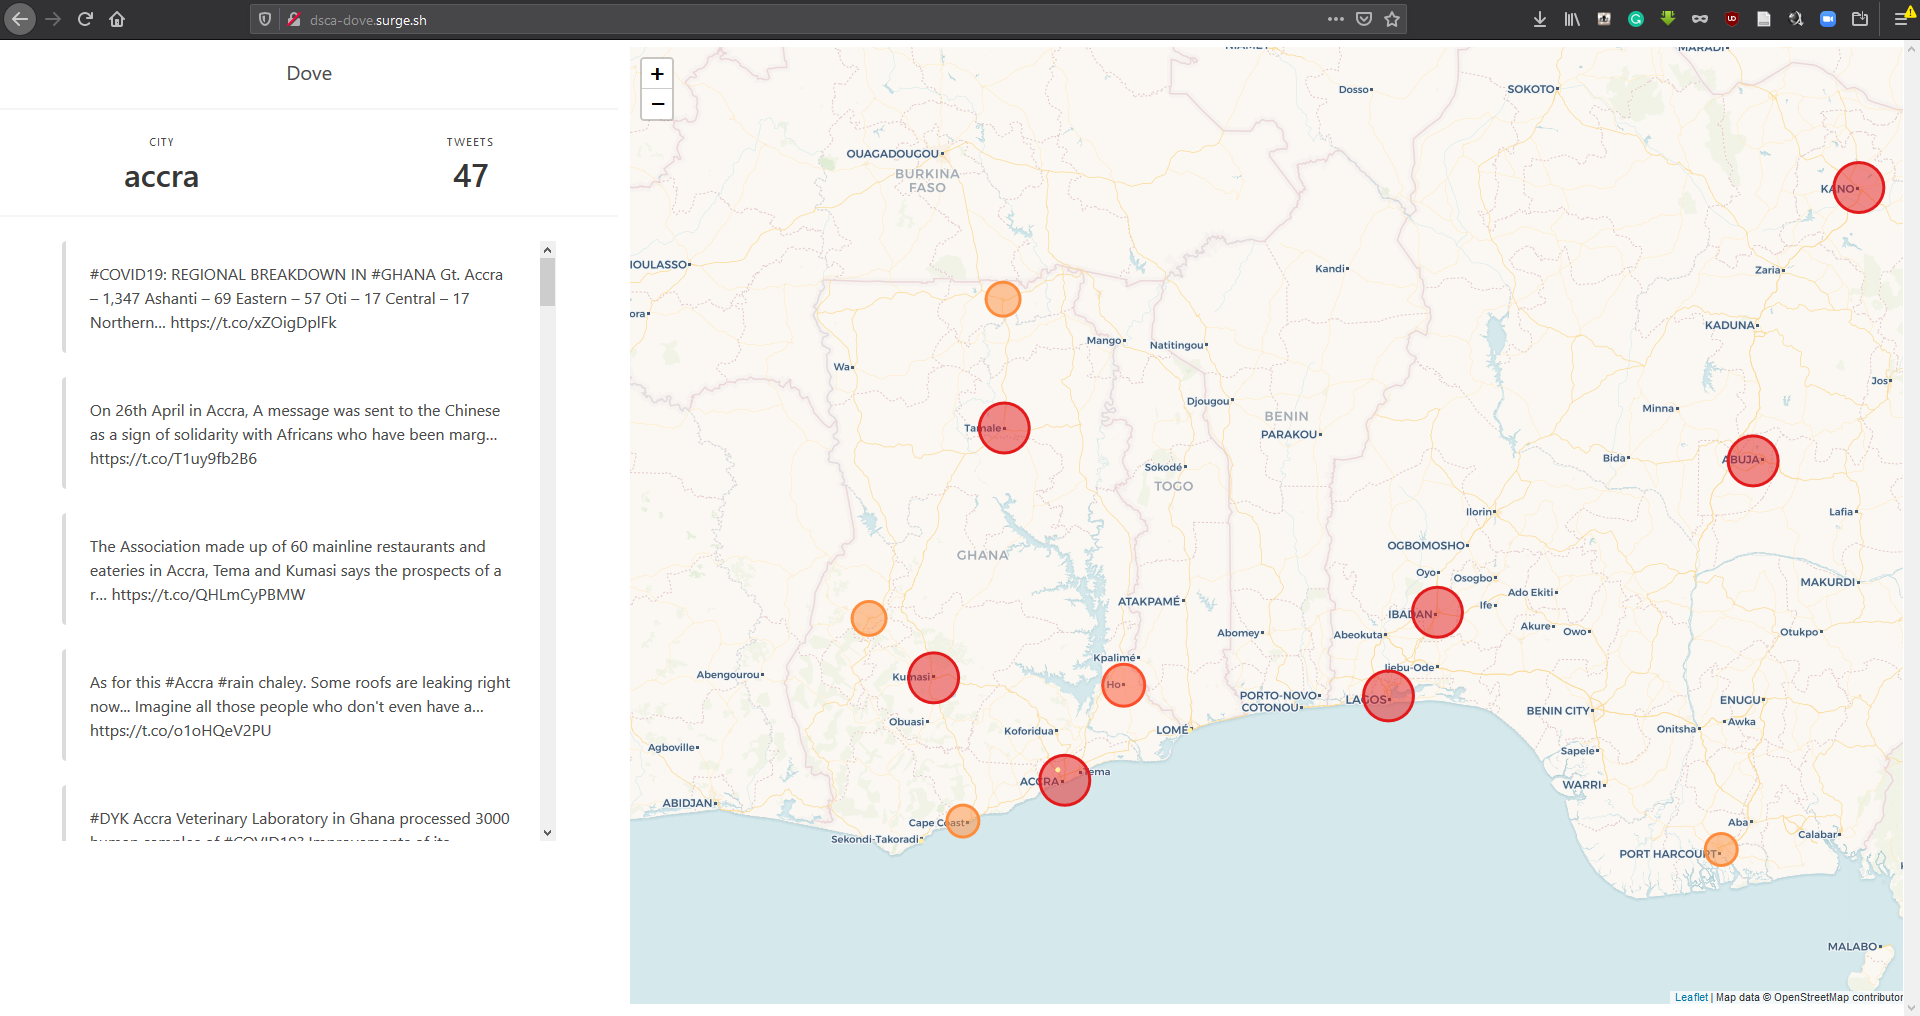 dsca-dove.surge.sh
Dove
CITY
TWEETS
accra
47
#COVID19: REGIONAL BREAKDOWN IN #GHANA Gt. Accra
– 1,347 Ashanti – 69 Eastern – 57 Oti – 17 Central – 17
Northern… https://t.co/xZOigDplFk
On 26th April in Accra, A message was sent to the Chinese
as a sign of solidarity with Africans who have been marg…
https://t.co/T1uy9fb2B6
The Association made up of 60 mainline restaurants and
eateries in Accra, Tema and Kumasi says the prospects of a
r… https://t.co/QHLmCyPBMW
As for this #Accra #rain chaley. Some roofs are leaking right
now... Imagine all those people who don't even have a…
https://t.co/o1oHQeV2PU
#DYK Accra Veterinary Laboratory in Ghana processed 3000
+
−
NIAMEY
MARADI
Dosso
SOKOTO
OUAGADOUGOU
BURKINA
FASO
KANO
IOULASSO
Kandi
Zaria
ora
KADUNA
Mango
Natitingou
Wa
Jos
Djougou
Minna
BENIN
PARAKOU
Tamale
Bida
ABUJA
Sokodé
TOGO
Ilorin
Lafia
OGBOMOSHO
GHANA
Oyo
Osogbo
MAKURDI
Ado Ekiti
ATAKPAMÉ
Ife
IBADAN
Akure
Owo
Otukpo
Abomey
Abeokuta
Kpalimé
Ijebu-Ode
Abengourou
Kumasi
Ho
PORTO-NOVO
COTONOU
LAGOS
ENUGU
BENIN CITY
Awka
Obuasi
Koforidua
LOMÉ
Onitsha
Agboville
Sapele
Tema
ACCRA
WARRI
ABIDJAN
Cape Coast
Aba
Sekondi-Takoradi
Calabar
PORT HARCOURT
MALABO
Leaflet | Map data © OpenStreetMap contributor